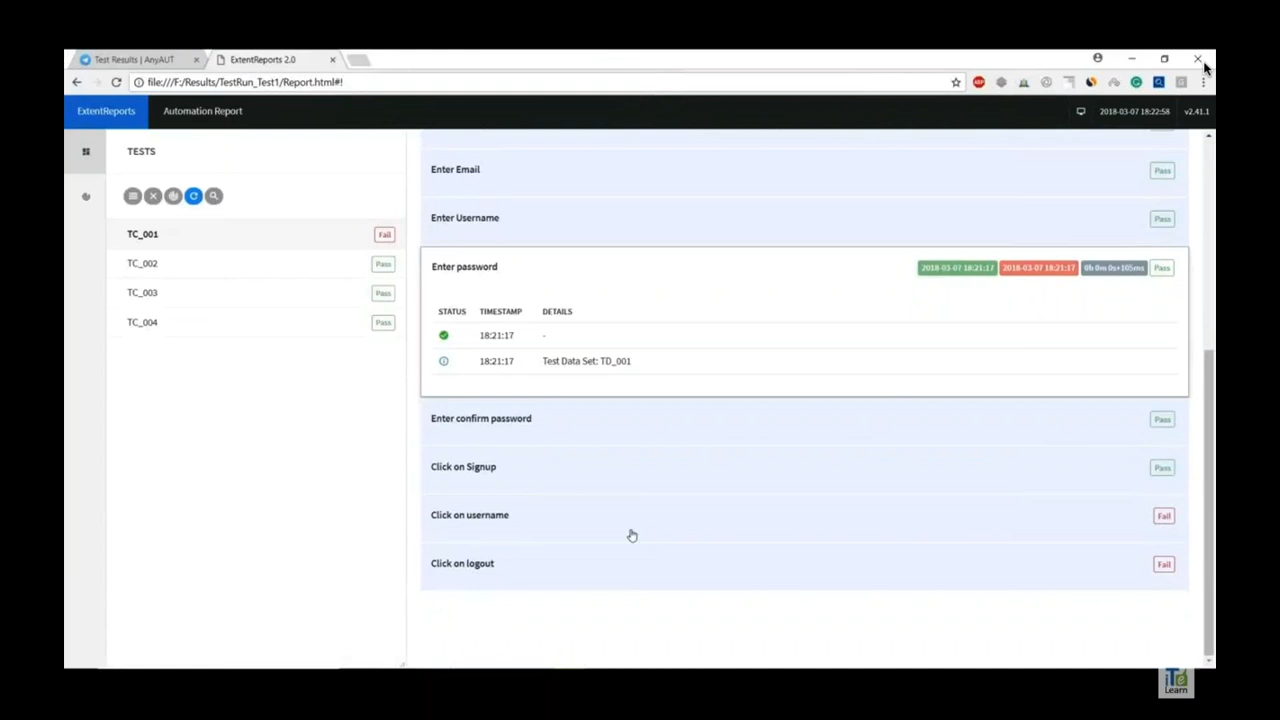 Test Results | AnyAUT
ExtentReports 2.0
file:///F:/Results/TestRun_Test1/Report.html#!
ExtentReports
Automation Report
2018-03-07 18:22:58
v2.41.1
TESTS
TC_001 Fail
TC_002 Pass
TC_003 Pass
TC_004 Pass
Enter Email Pass
Enter Username Pass
Enter password 2018-03-07 18:21:17 2018-03-07 18:21:17 0h 0m 0s+105ms Pass
STATUS TIMESTAMP DETAILS
18:21:17 -
18:21:17 Test Data Set: TD_001
Enter confirm password Pass
Click on Signup Pass
Click on username Fail
Click on logout Fail
iTe
Learn